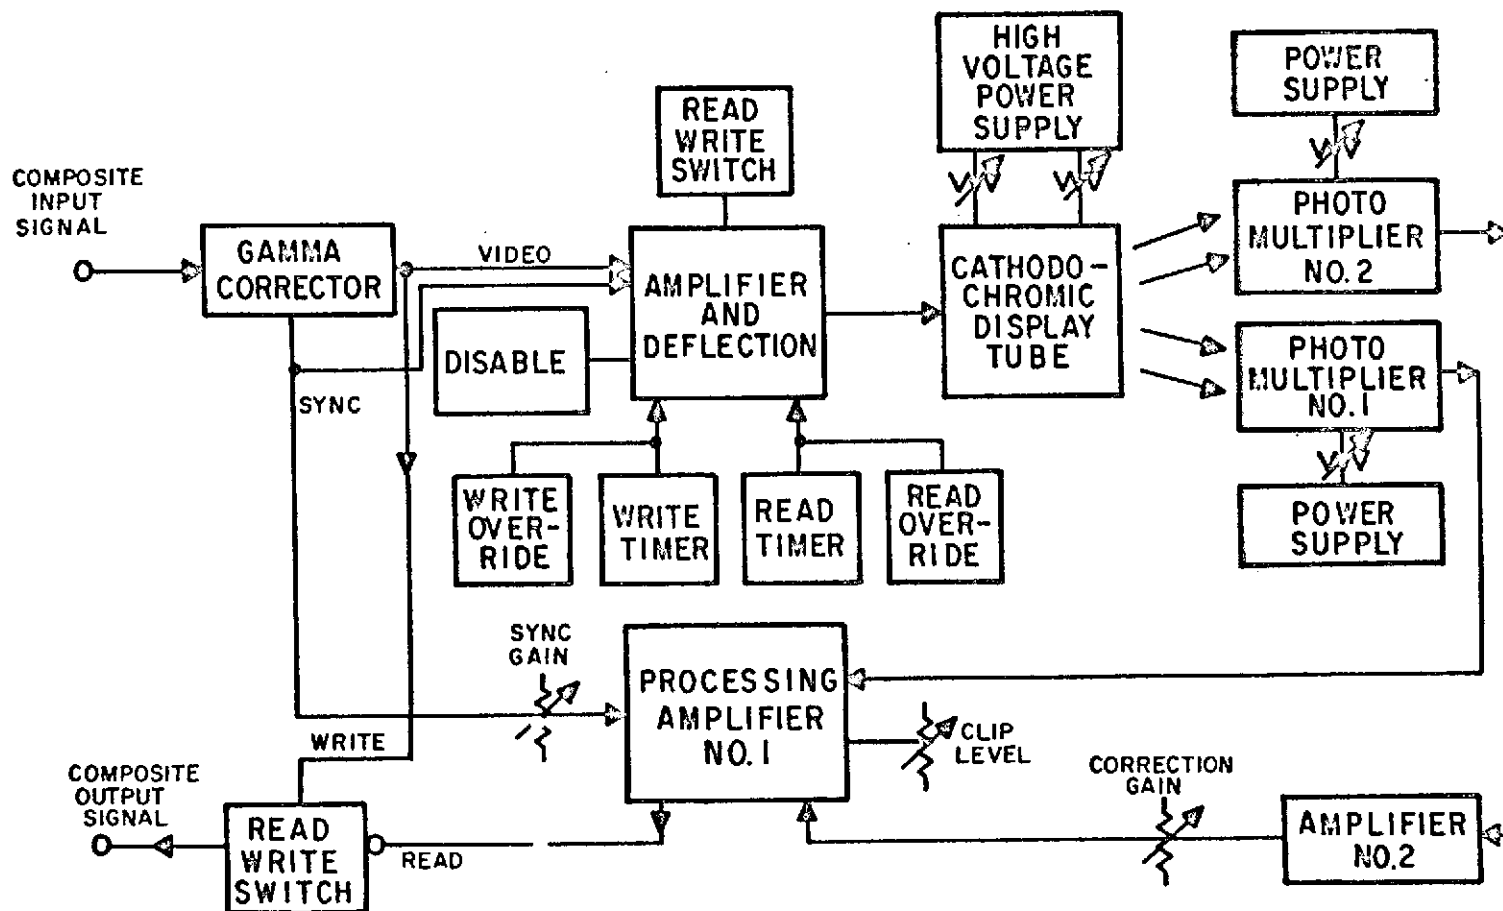 HIGH
VOLTAGE
POWER
SUPPLY
POWER
SUPPLY
READ
WRITE
SWITCH
COMPOSITE
INPUT
SIGNAL
GAMMA
CORRECTOR
VIDEO
AMPLIFIER
AND
DEFLECTION
CATHODO-
CHROMIC
DISPLAY
TUBE
PHOTO
MULTIPLIER
NO.2
DISABLE
SYNC
PHOTO
MULTIPLIER
NO.1
WRITE
OVER-
RIDE
WRITE
TIMER
READ
TIMER
READ
OVER-
RIDE
POWER
SUPPLY
SYNC
GAIN
PROCESSING
AMPLIFIER
NO.1
CLIP
LEVEL
WRITE
COMPOSITE
OUTPUT
SIGNAL
READ
WRITE
SWITCH
READ
CORRECTION
GAIN
AMPLIFIER
NO.2